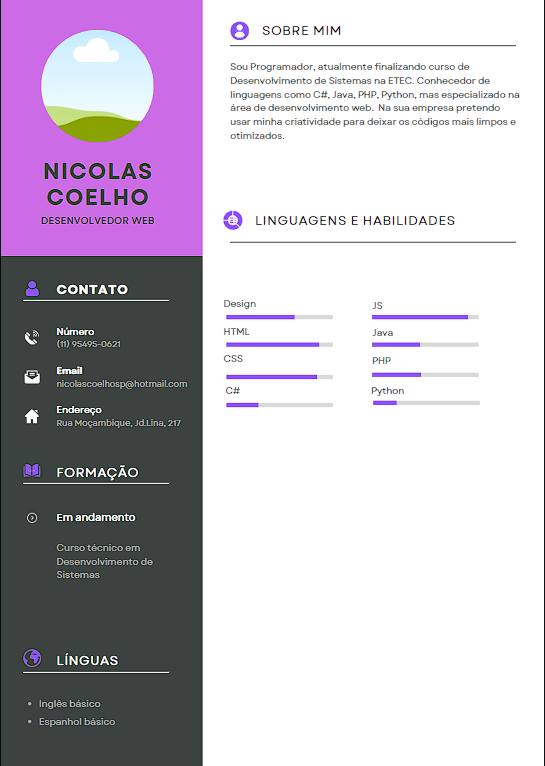 NICOLAS
COELHO
DESENVOLVEDOR WEB
CONTATO
Número
(11) 95495-0621
Email
nicolascoelhosp@hotmail.com
Endereço
Rua Moçambique, Jd.Lina, 217
FORMAÇÃO
Em andamento
Curso técnico em
Desenvolvimento de
Sistemas
LÍNGUAS
• Inglês básico
• Espanhol básico
SOBRE MIM
Sou Programador, atualmente finalizando curso de
Desenvolvimento de Sistemas na ETEC. Conhecedor de
linguagens como C#, Java, PHP, Python, mas especializado na
área de desenvolvimento web. Na sua empresa pretendo
usar minha criatividade para deixar os códigos mais limpos e
otimizados.
LINGUAGENS E HABILIDADES
Design
HTML
CSS
C#
JS
Java
PHP
Python